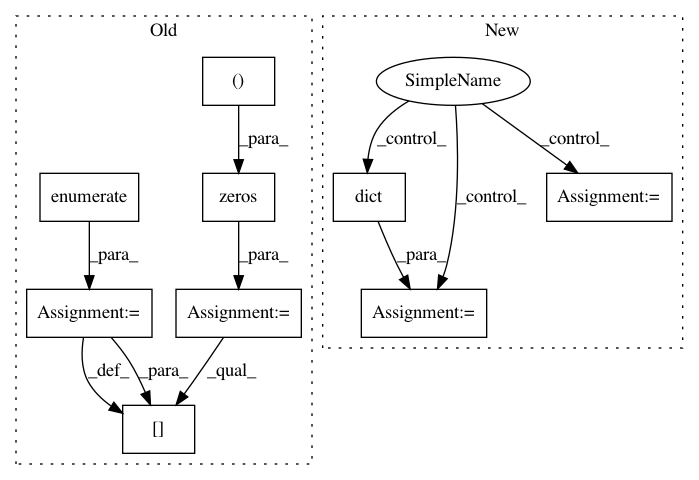 Old
New
()
SimpleName
_para_
_control_
_control_
enumerate
zeros
dict
_control_
Assignment:=
_para_
_para_
_para_
Assignment:=
Assignment:=
Assignment:=
_def_
_para_
_qual_
[]